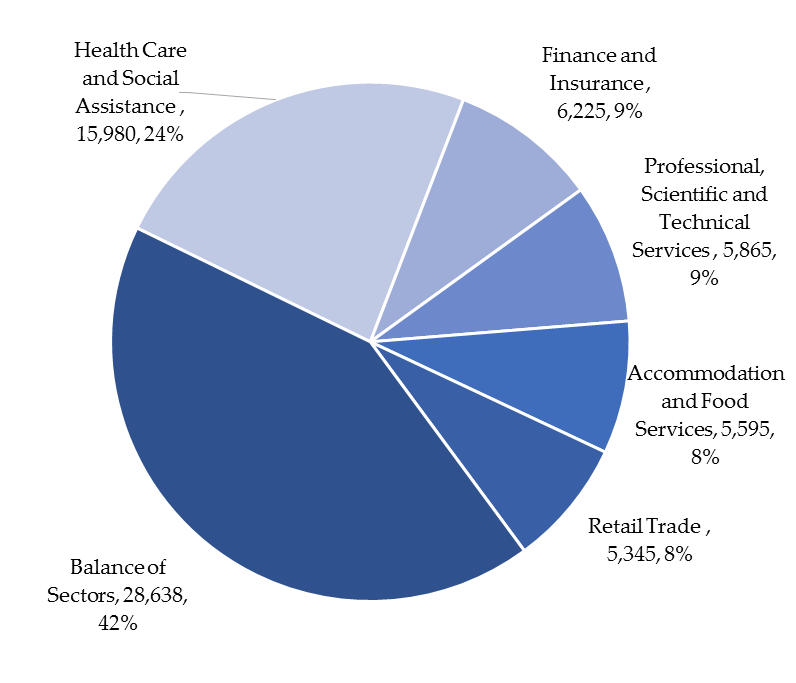 Health Care
and Social
Assistance ,
15,980, 24%
Finance and
Insurance ,
6,225, 9%
Professional,
Scientific and
Technical
Services , 5,865,
9%
Accommodation
and Food
Services, 5,595,
8%
Retail Trade ,
5,345, 8%
Balance of
Sectors, 28,638,
42%